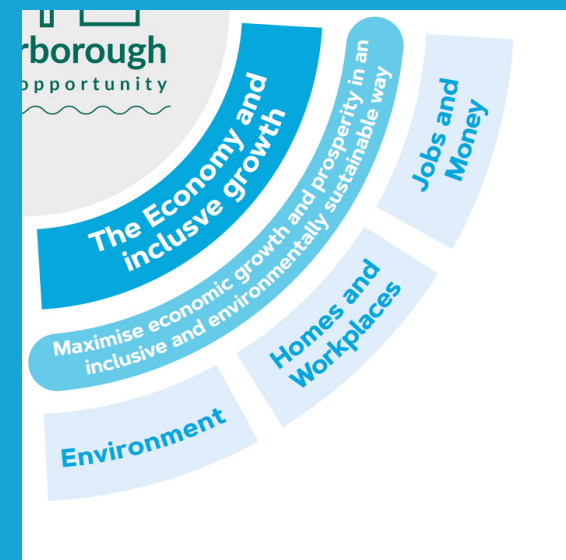 rborough
opportunity
The Economy and
inclusve growth
Maximise economic growth and prosperity in an
inclusive and environmentally sustainable way
Jobs and
Money
Homes and
Workplaces
Environment